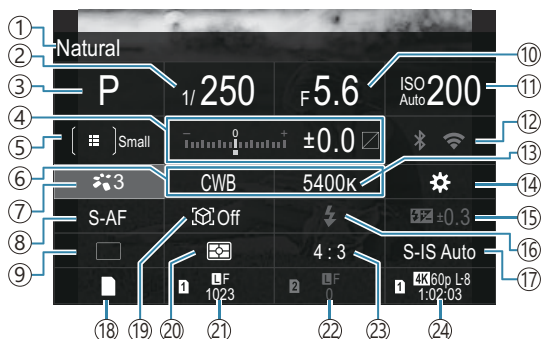 ① Natural
② ③ P 1/250 F5.6 ISO Auto 200 ⑩ ⑪
④ ⑤ Small − 0 + ±0.0 ⑫
⑥ ⑦ 3 CWB 5400K ⑬ ⑭
⑧ S-AF Off ±0.3 ⑮
⑨ 4:3 S-IS Auto ⑯ ⑰
1 LF 1023 2 LF 0 1 4K 60p L-8 1:02:03
⑱ ⑲ ⑳ ㉑ ㉒ ㉓ ㉔